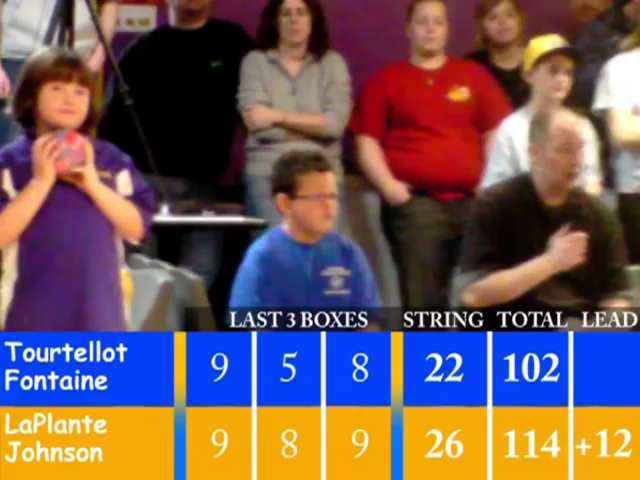 LAST 3 BOXES STRING TOTAL LEAD
Tourtellot
Fontaine
9 5 8 22 102
LaPlante
Johnson
9 8 9 26 114 +12